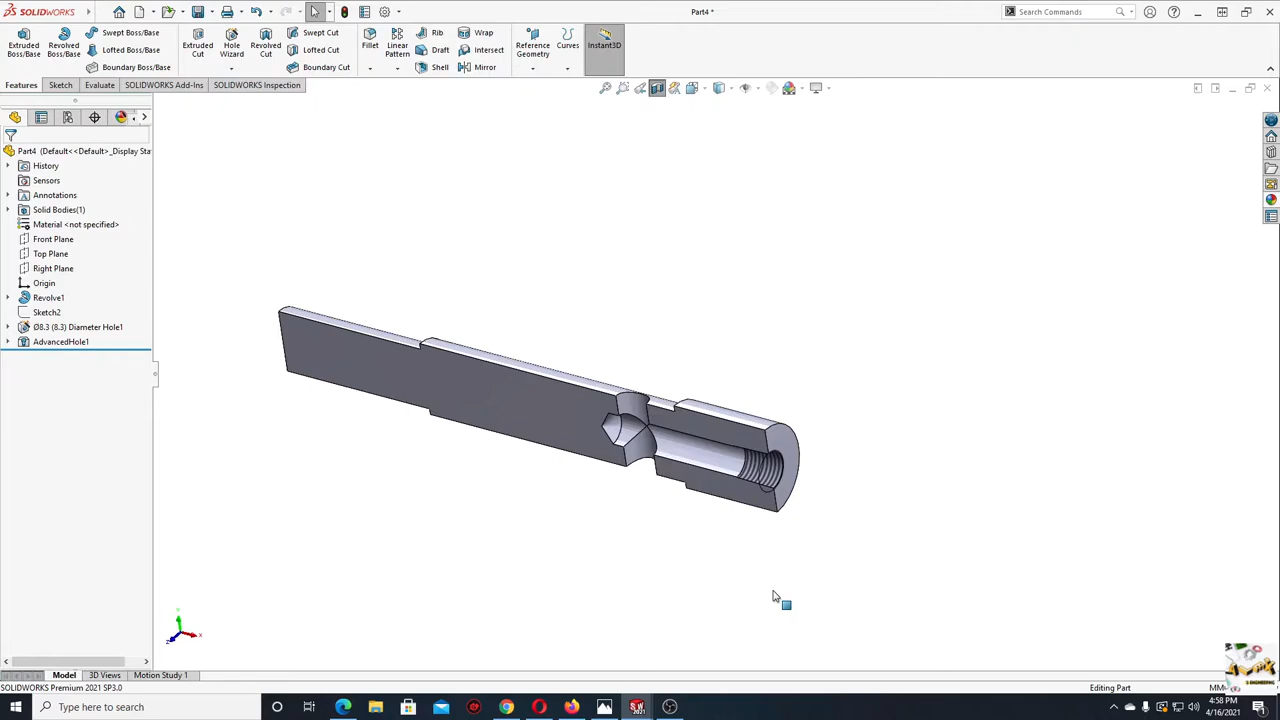 SOLIDWORKS
Part4 *
Search Commands
Extruded Boss/Base
Revolved Boss/Base
Swept Boss/Base
Lofted Boss/Base
Boundary Boss/Base
Extruded Cut
Hole Wizard
Revolved Cut
Swept Cut
Lofted Cut
Boundary Cut
Fillet
Linear Pattern
Rib
Draft
Shell
Wrap
Intersect
Mirror
Reference Geometry
Curves
Instant3D
Features
Sketch
Evaluate
SOLIDWORKS Add-Ins
SOLIDWORKS Inspection
Part4 (Default<<Default>_Display Sta
History
Sensors
Annotations
Solid Bodies(1)
Material <not specified>
Front Plane
Top Plane
Right Plane
Origin
Revolve1
Sketch2
Ø8.3 (8.3) Diameter Hole1
AdvancedHole1
Y
X
Z
Model
3D Views
Motion Study 1
SOLIDWORKS Premium 2021 SP3.0
Editing Part
Type here to search
4:58 PM
4/16/2021